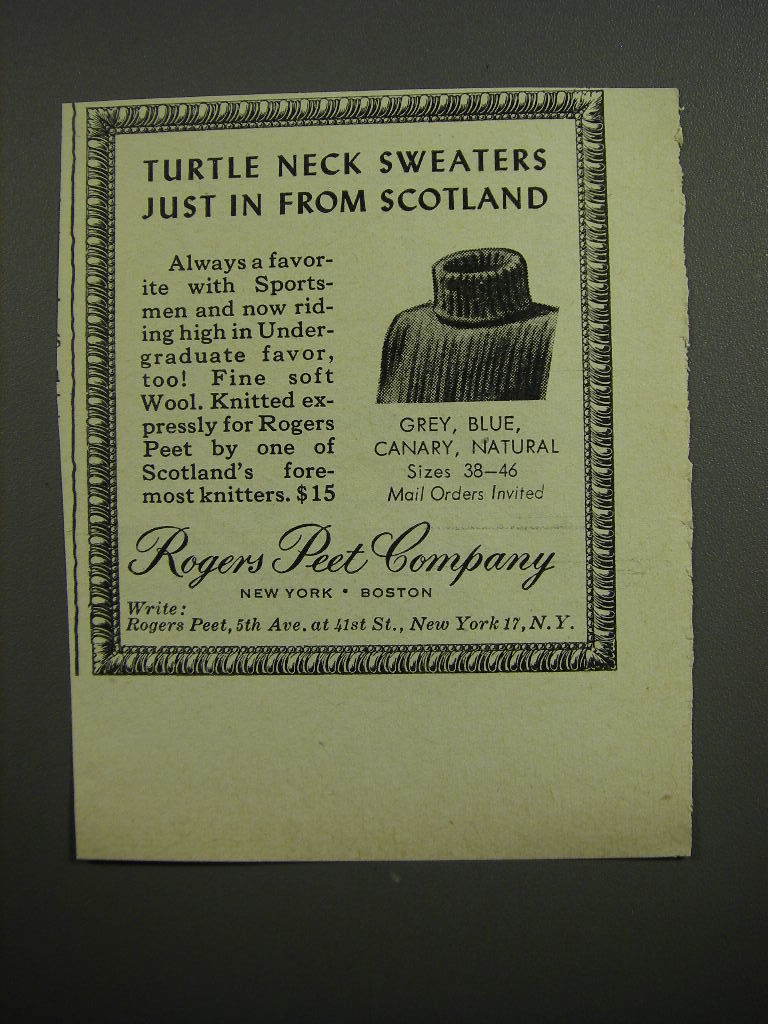 TURTLE NECK SWEATERS
JUST IN FROM SCOTLAND
Always a favor-
ite with Sports-
men and now rid-
ing high in Under-
graduate favor,
too! Fine soft
Wool. Knitted ex-
pressly for Rogers
Peet by one of
Scotland's fore-
most knitters. $15
GREY, BLUE,
CANARY, NATURAL
Sizes 38-46
Mail Orders Invited
Rogers Peet Company
NEW YORK • BOSTON
Write:
Rogers Peet, 5th Ave. at 41st St., New York 17, N.Y.